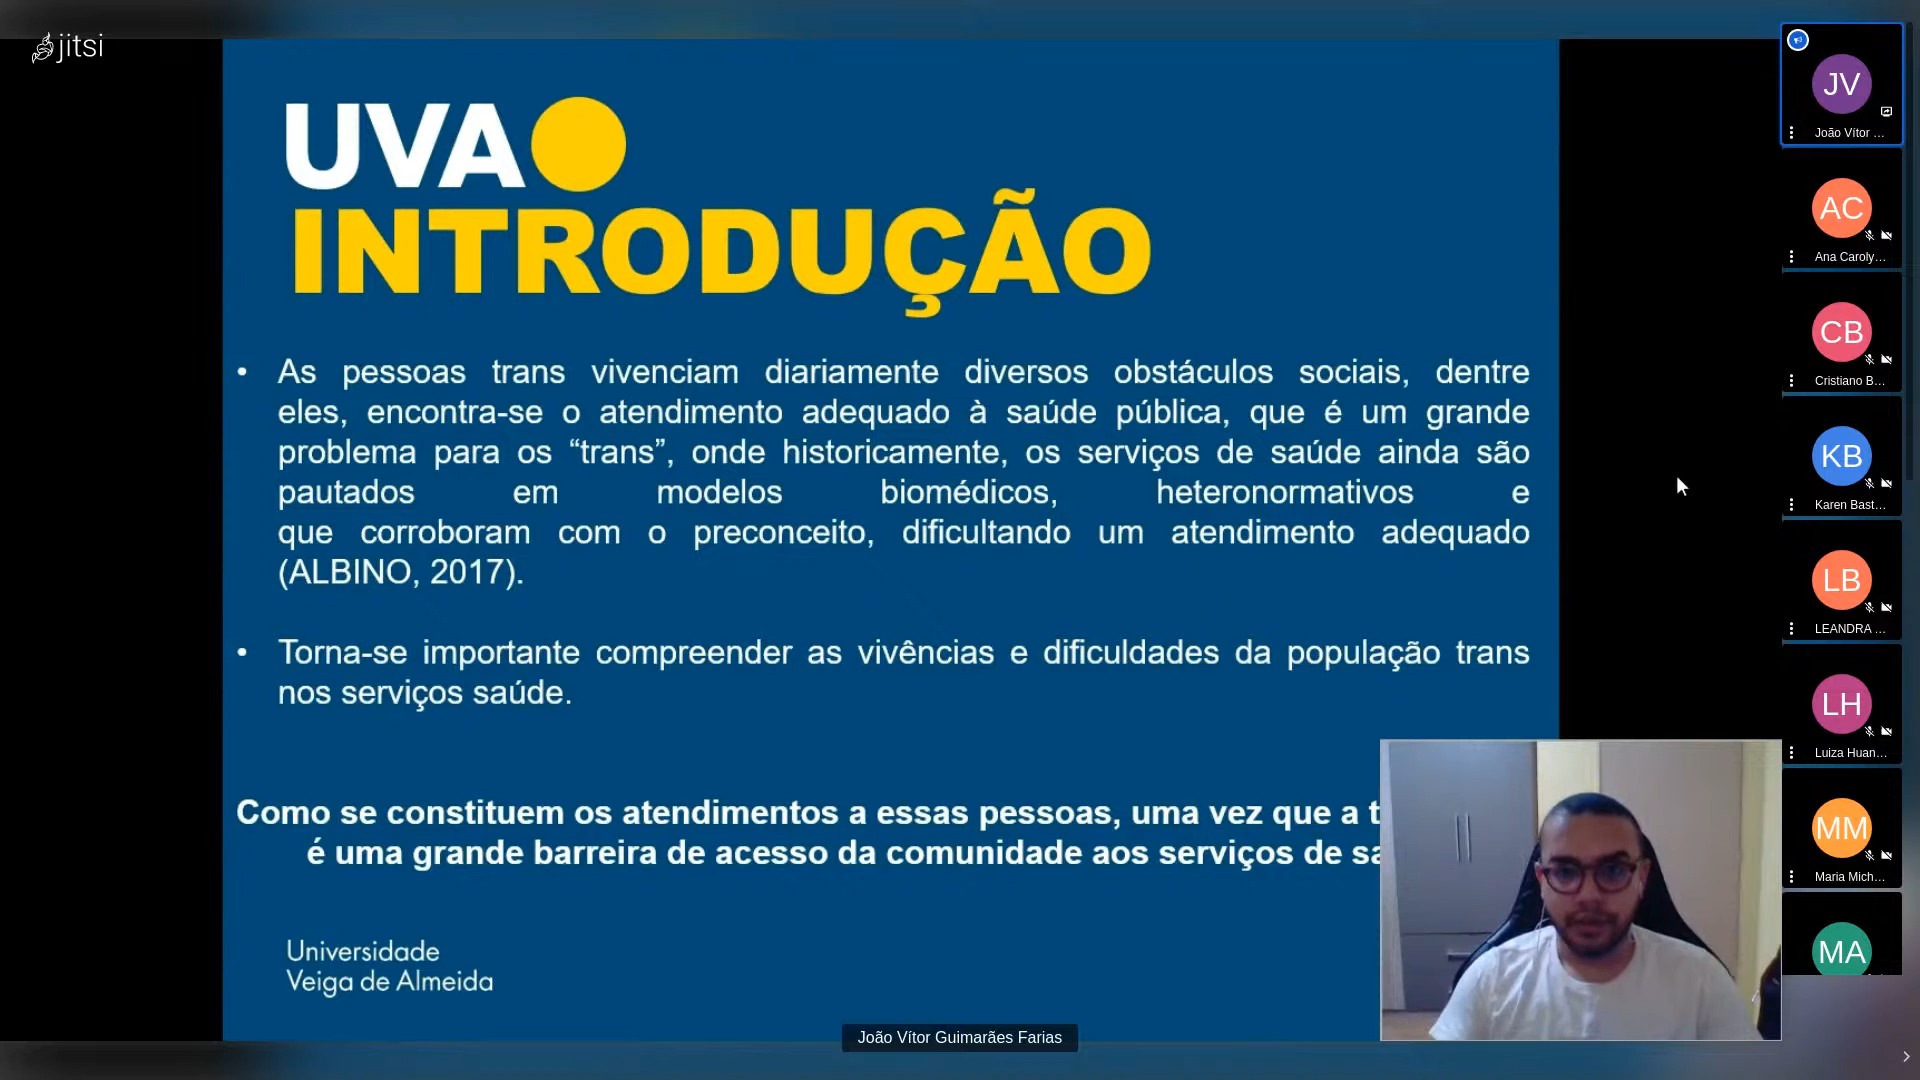 jitsi
UVA
INTRODUÇÃO
• As pessoas trans vivenciam diariamente diversos obstáculos sociais, dentre
eles, encontra-se o atendimento adequado à saúde pública, que é um grande
problema para os “trans”, onde historicamente, os serviços de saúde ainda são
pautados em modelos biomédicos, heteronormativos e
que corroboram com o preconceito, dificultando um atendimento adequado
(ALBINO, 2017).
• Torna-se importante compreender as vivências e dificuldades da população trans
nos serviços saúde.
Como se constituem os atendimentos a essas pessoas, uma vez que a
é uma grande barreira de acesso da comunidade aos serviços de
Universidade
Veiga de Almeida
João Vítor Guimarães Farias
JV
João Vítor ...
AC
Ana Caroly...
CB
Cristiano B...
KB
Karen Bast...
LB
LEANDRA ...
LH
Luiza Huan...
MM
Maria Mich...
MA